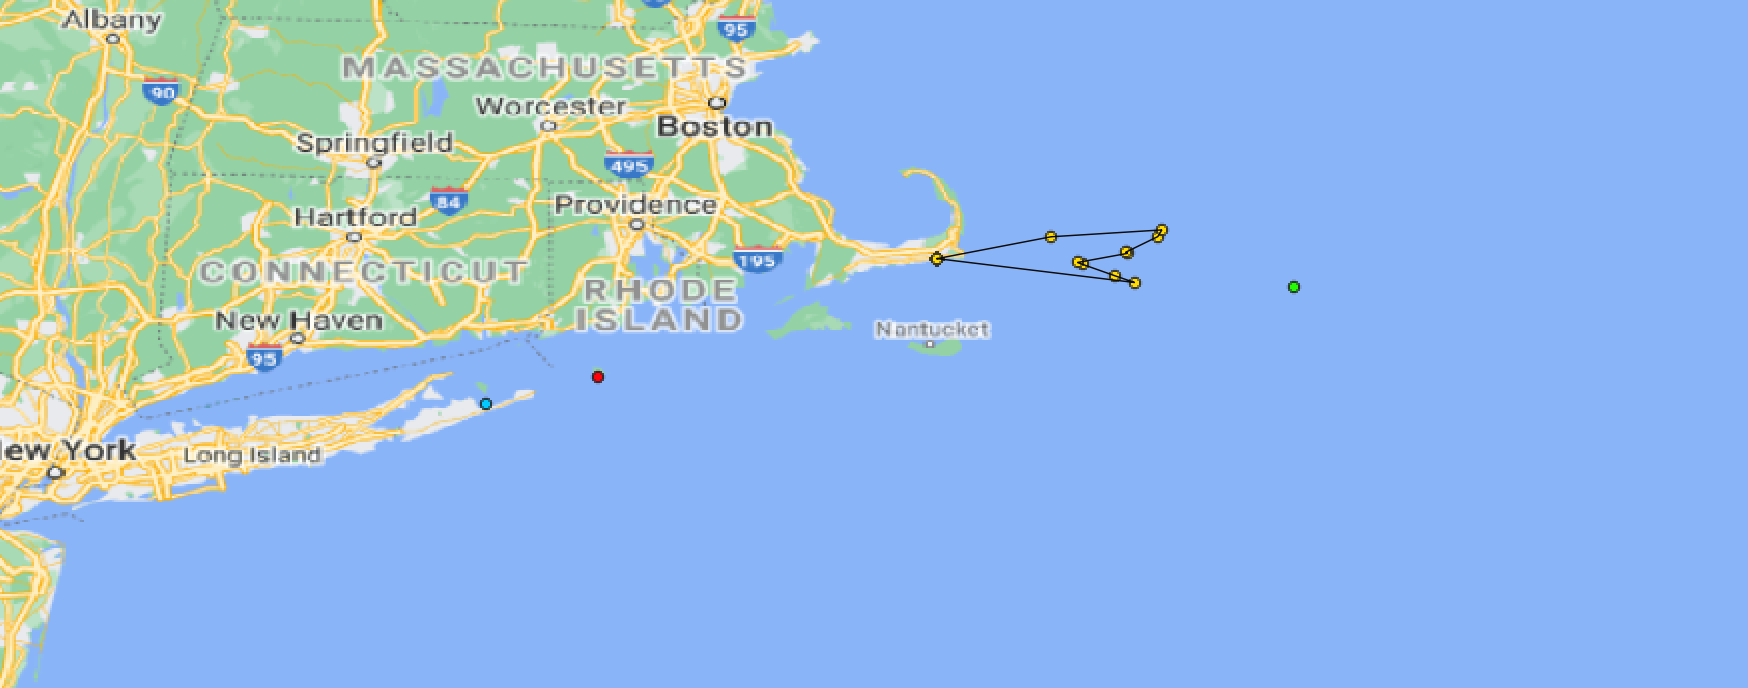 Albany
95
MASSACHUSETTS
90
Worcester
Boston
Springfield
495
84
Providence
Hartford
195
CONNECTICUT
RHODE
ISLAND
New Haven
Nantucket
95
ew York
Long Island